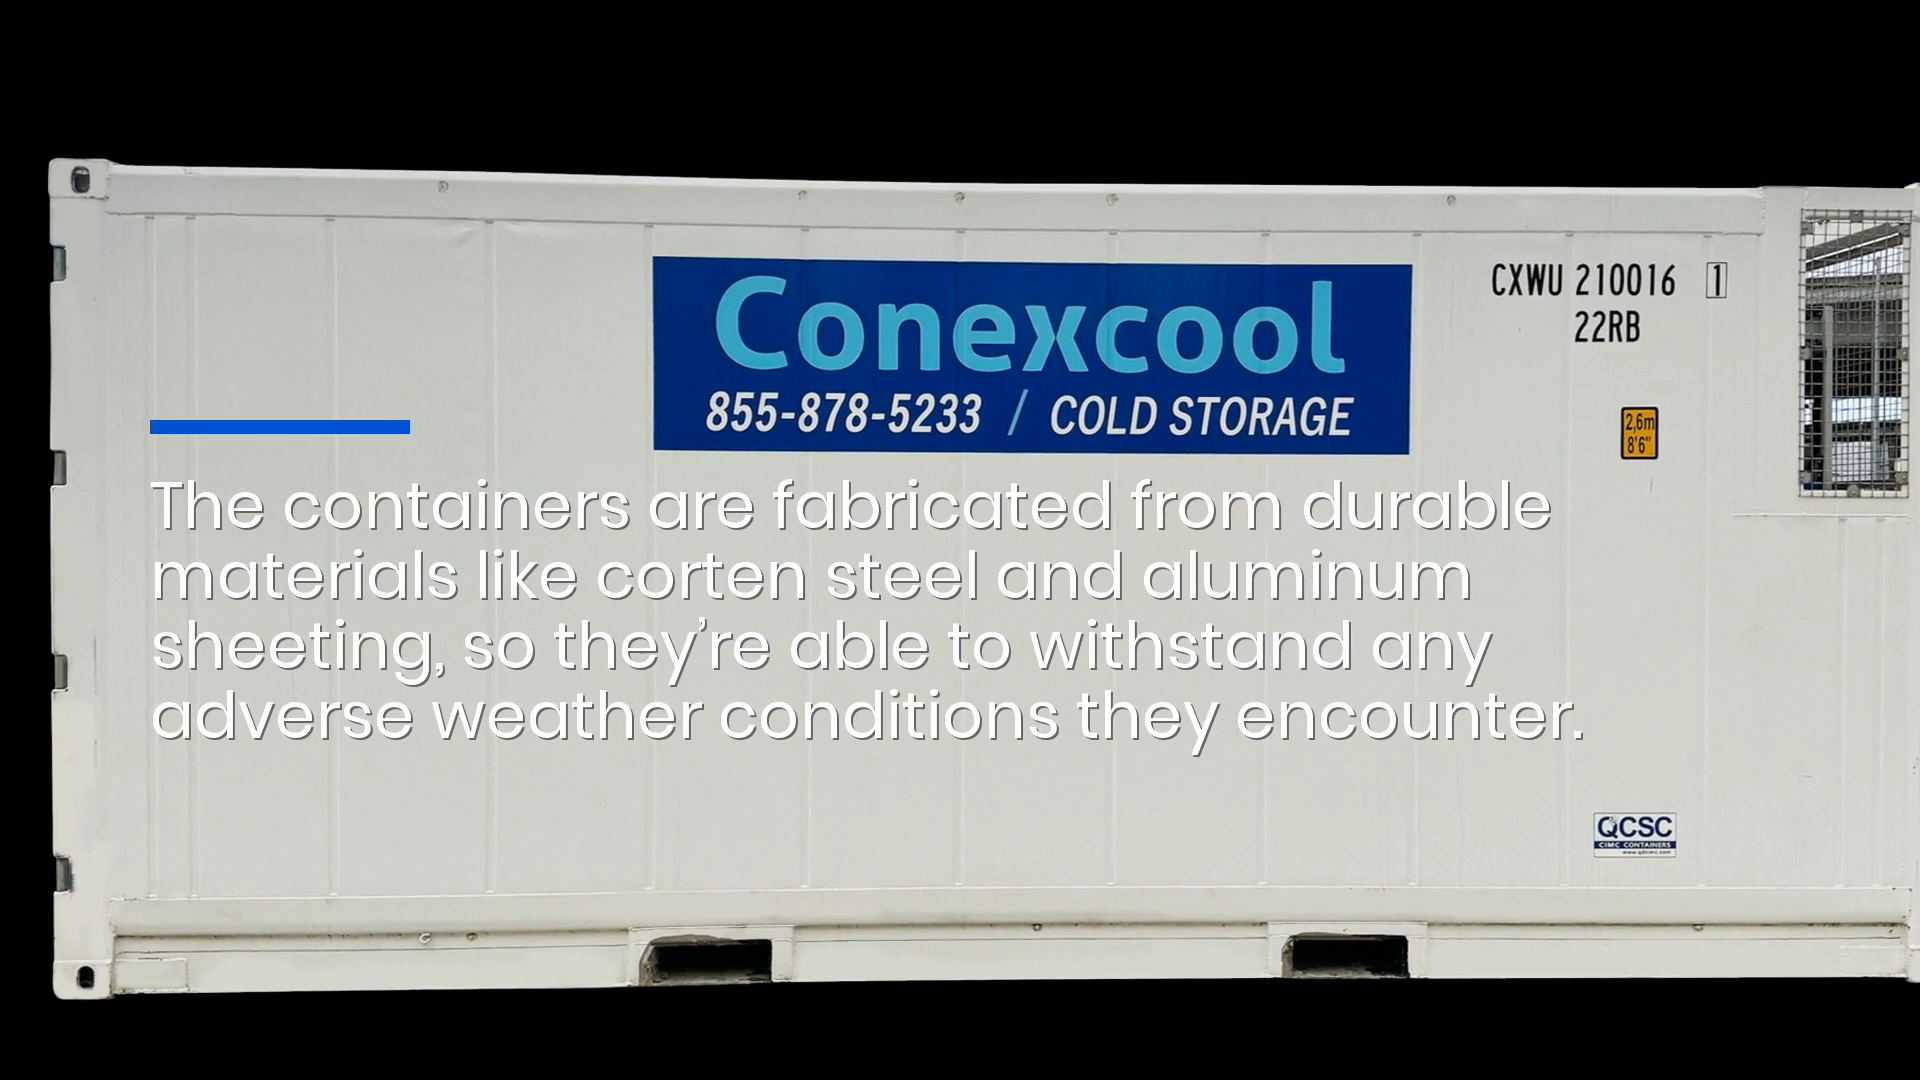 Conexcool
855-878-5233 / COLD STORAGE
CXWU 210016 1
22RB
2,6m
8'6"
The containers are fabricated from durable
materials like corten steel and aluminum
sheeting, so they’re able to withstand any
adverse weather conditions they encounter.
QCSC
CIMC CONTAINERS